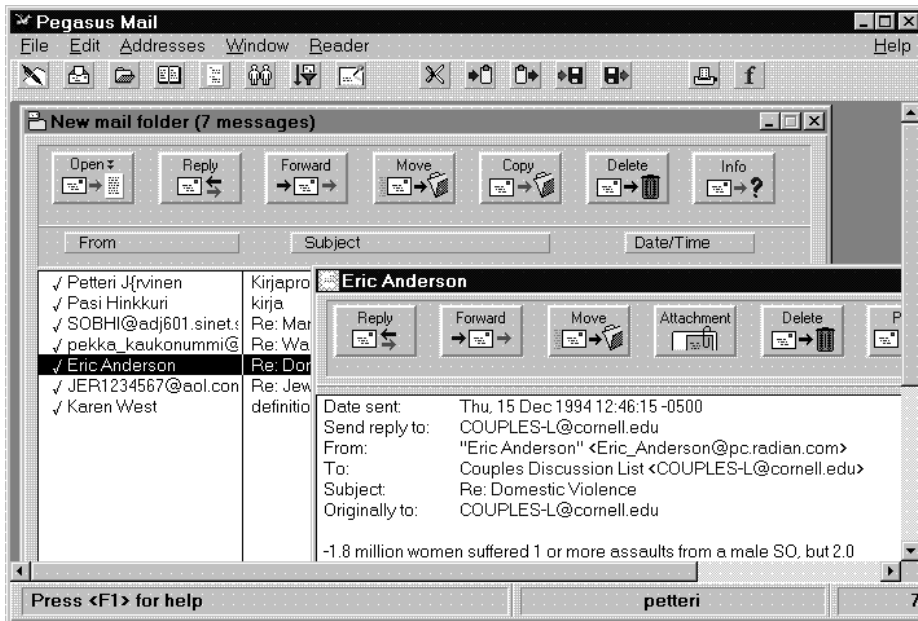 Pegasus Mail
File Edit Addresses Window Reader Help
f
New mail folder (7 messages)
Open Reply Forward Move Copy Delete Info
From Subject Date/Time
✓ Petteri J{rvinen Kirjapro
✓ Pasi Hinkkuri kirja
✓ SOBHI@adj601.sinet.s Re: Mar
✓ pekka_kaukonummi@ Re: Wa
✓ Eric Anderson Re: Dor
✓ JER1234567@aol.con Re: Jew
✓ Karen West definitio
Eric Anderson
Reply Forward Move Attachment Delete P
Date sent: Thu, 15 Dec 1994 12:46:15 -0500
Send reply to: COUPLES-L@cornell.edu
From: "Eric Anderson" <Eric_Anderson@pc.radian.com>
To: Couples Discussion List <COUPLES-L@cornell.edu>
Subject: Re: Domestic Violence
Originally to: COUPLES-L@cornell.edu
-1.8 million women suffered 1 or more assaults from a male SO, but 2.0
Press <F1> for help petteri 7